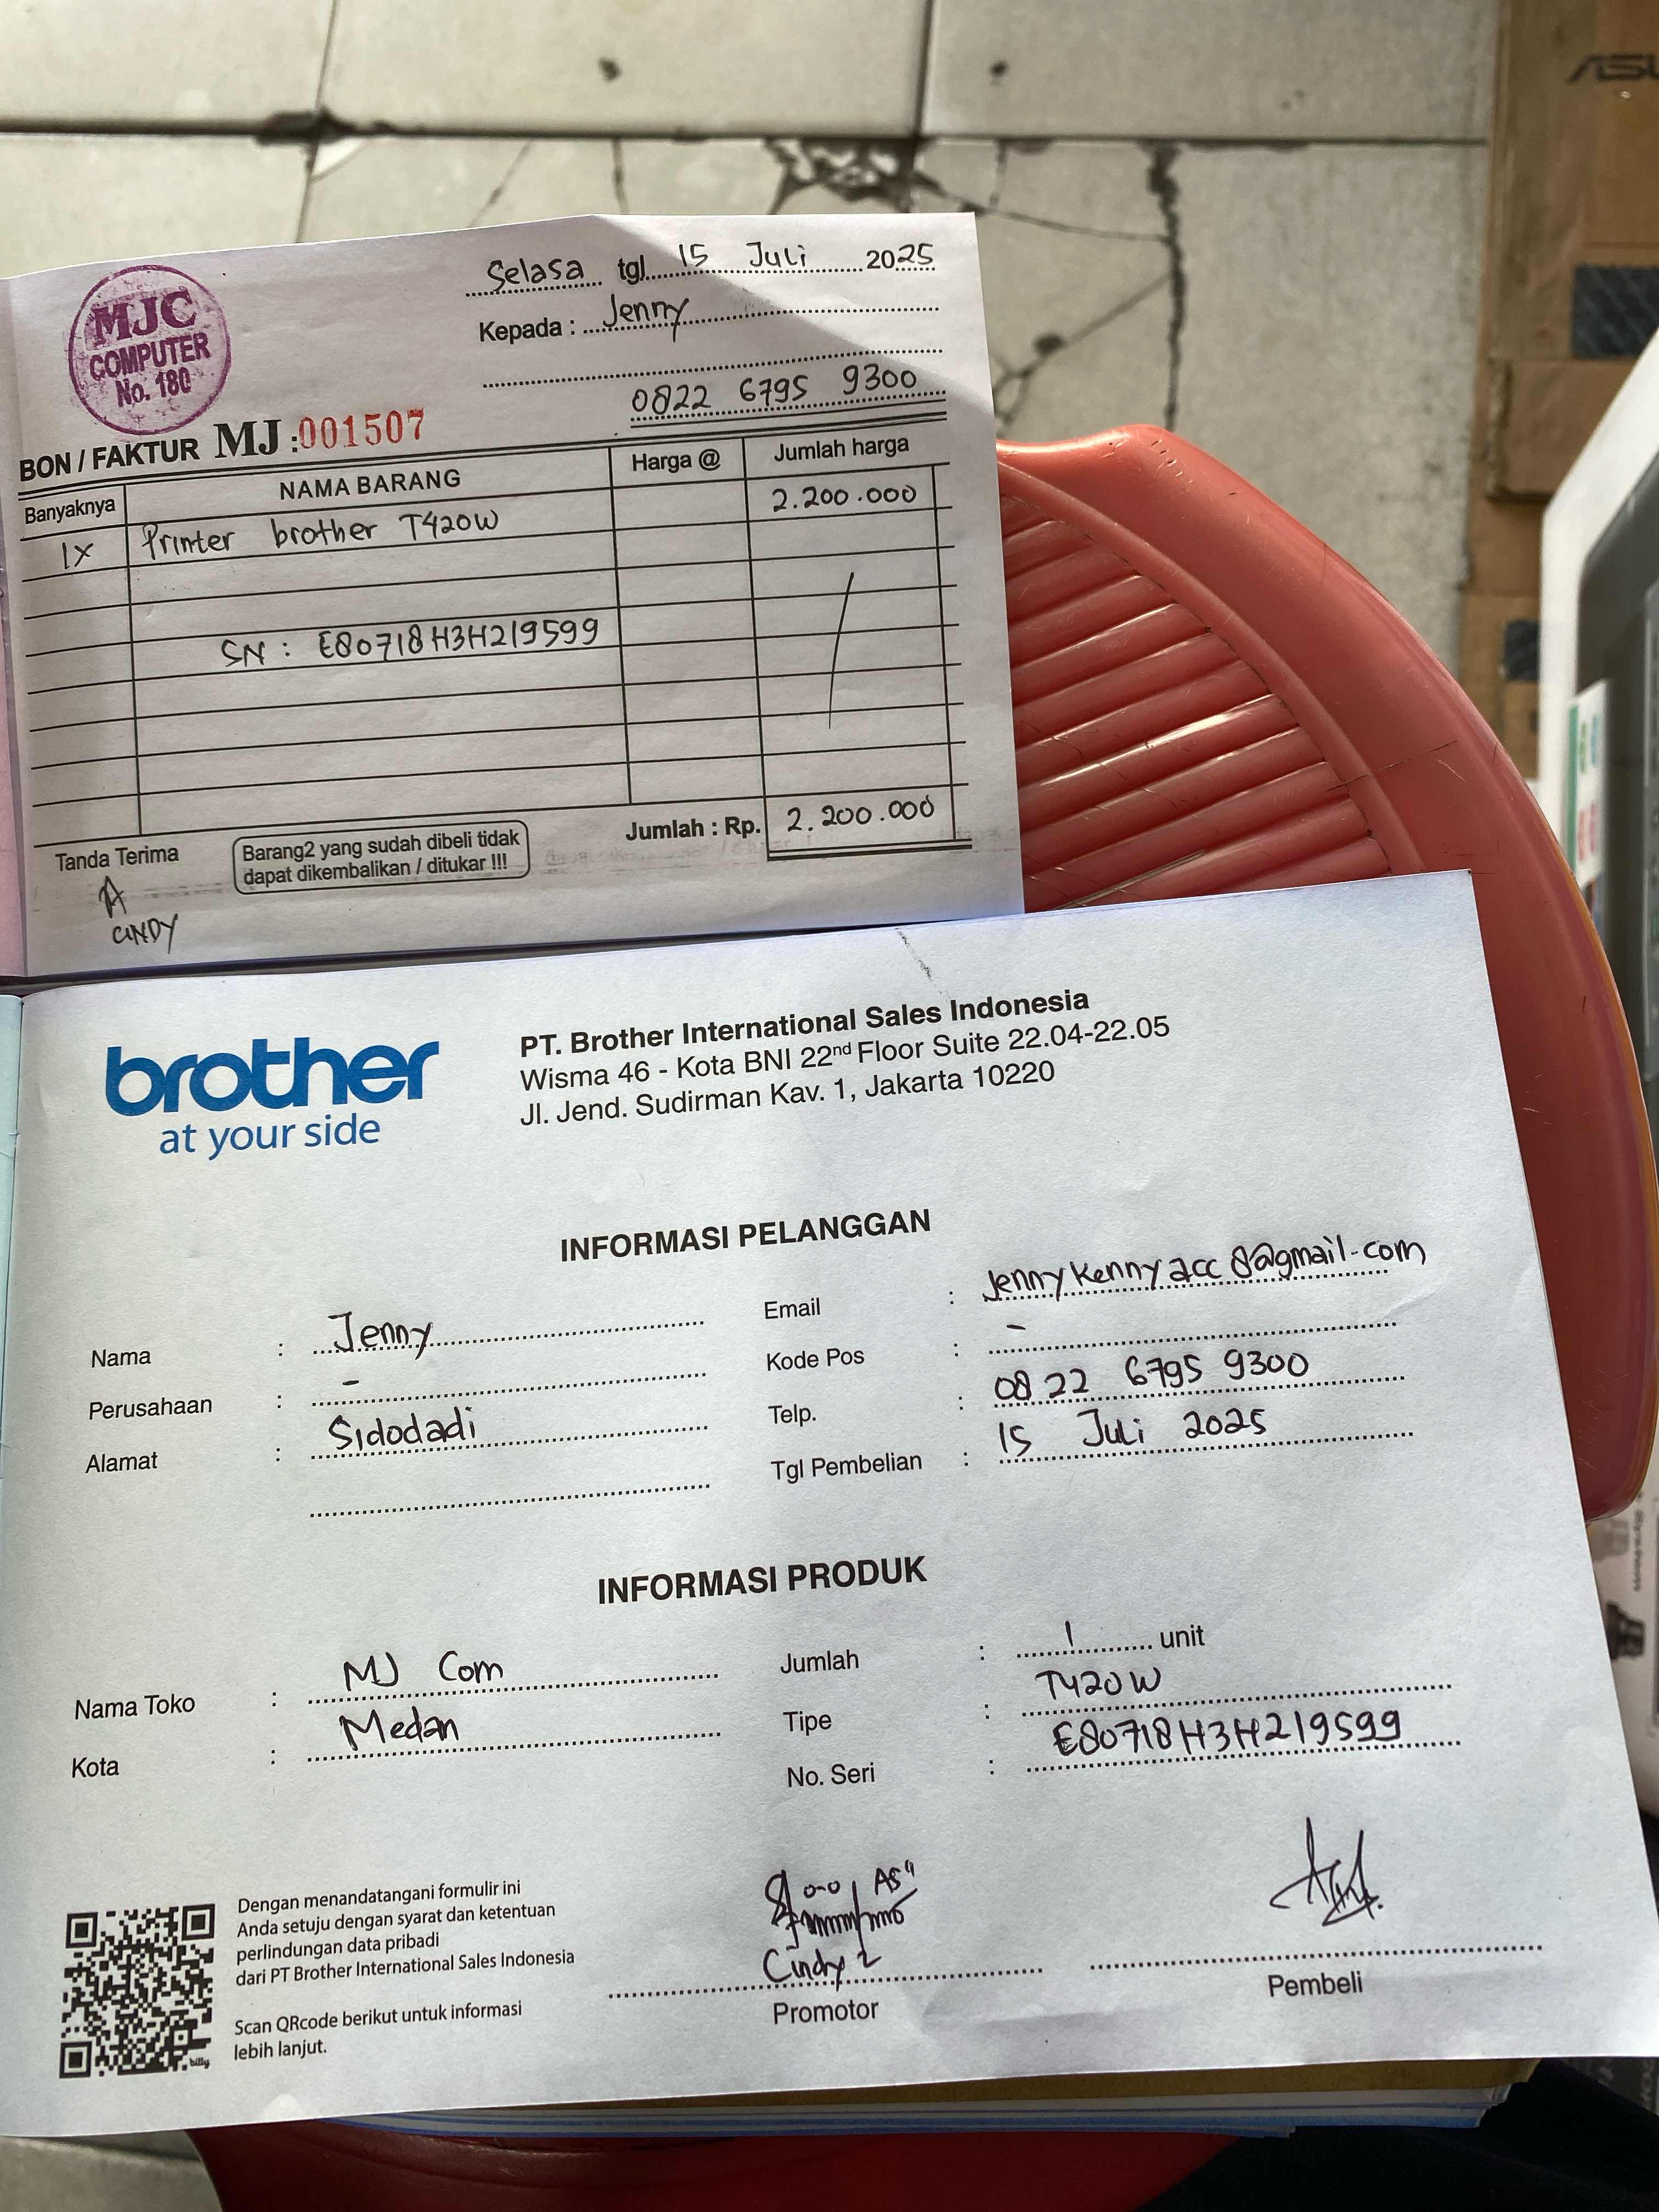 MJC
COMPUTER
No. 180
Selasa tgl 15 Juli 2025
Kepada : Jenny
0822 6795 9300
BON / FAKTUR MJ :001507
Banyaknya NAMA BARANG Harga @ Jumlah harga
1x Printer brother T420W 2.200.000
SN : E80718H3H219599
Jumlah : Rp. 2.200.000
Tanda Terima
Barang2 yang sudah dibeli tidak
dapat dikembalikan / ditukar !!!
CINDY
ASU
brother
at your side
PT. Brother International Sales Indonesia
Wisma 46 - Kota BNI 22nd Floor Suite 22.04-22.05
Jl. Jend. Sudirman Kav. 1, Jakarta 10220
INFORMASI PELANGGAN
Nama : Jenny
Perusahaan : -
Alamat : Sidodadi
Email : Jennykennyacc8@gmail.com
Kode Pos : -
Telp. : 0822 6795 9300
Tgl Pembelian : 15 Juli 2025
INFORMASI PRODUK
Nama Toko : MJ Com
Kota : Medan
Jumlah : 1 unit
Tipe : T420W
No. Seri : E80718H3H219599
Dengan menandatangani formulir ini
Anda setuju dengan syarat dan ketentuan
perlindungan data pribadi
dari PT Brother International Sales Indonesia
Scan QRcode berikut untuk informasi
lebih lanjut.
billy
Cindy 2
Promotor
Pembeli